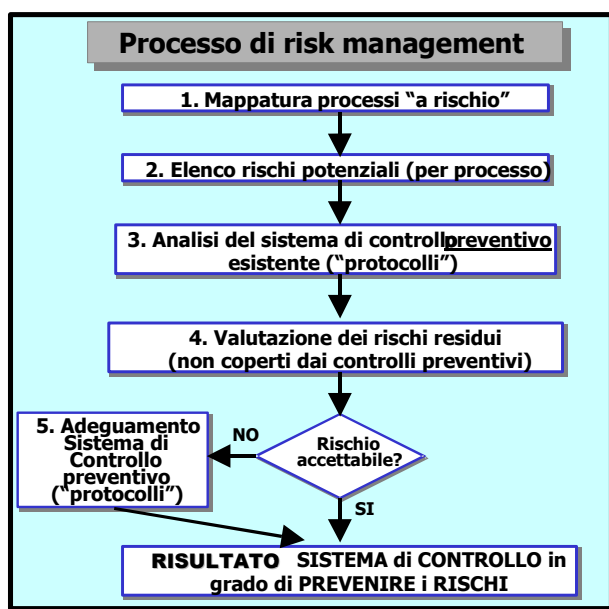 Processo di risk management
1. Mappatura processi “a rischio”
2. Elenco rischi potenziali (per processo)
3. Analisi del sistema di controllo preventivo
esistente (“protocolli”)
4. Valutazione dei rischi residui
(non coperti dai controlli preventivi)
Rischio
accettabile?
NO
5. Adeguamento
Sistema di
Controllo
preventivo
(“protocolli”)
SI
RISULTATO SISTEMA di CONTROLLO in
grado di PREVENIRE i RISCHI